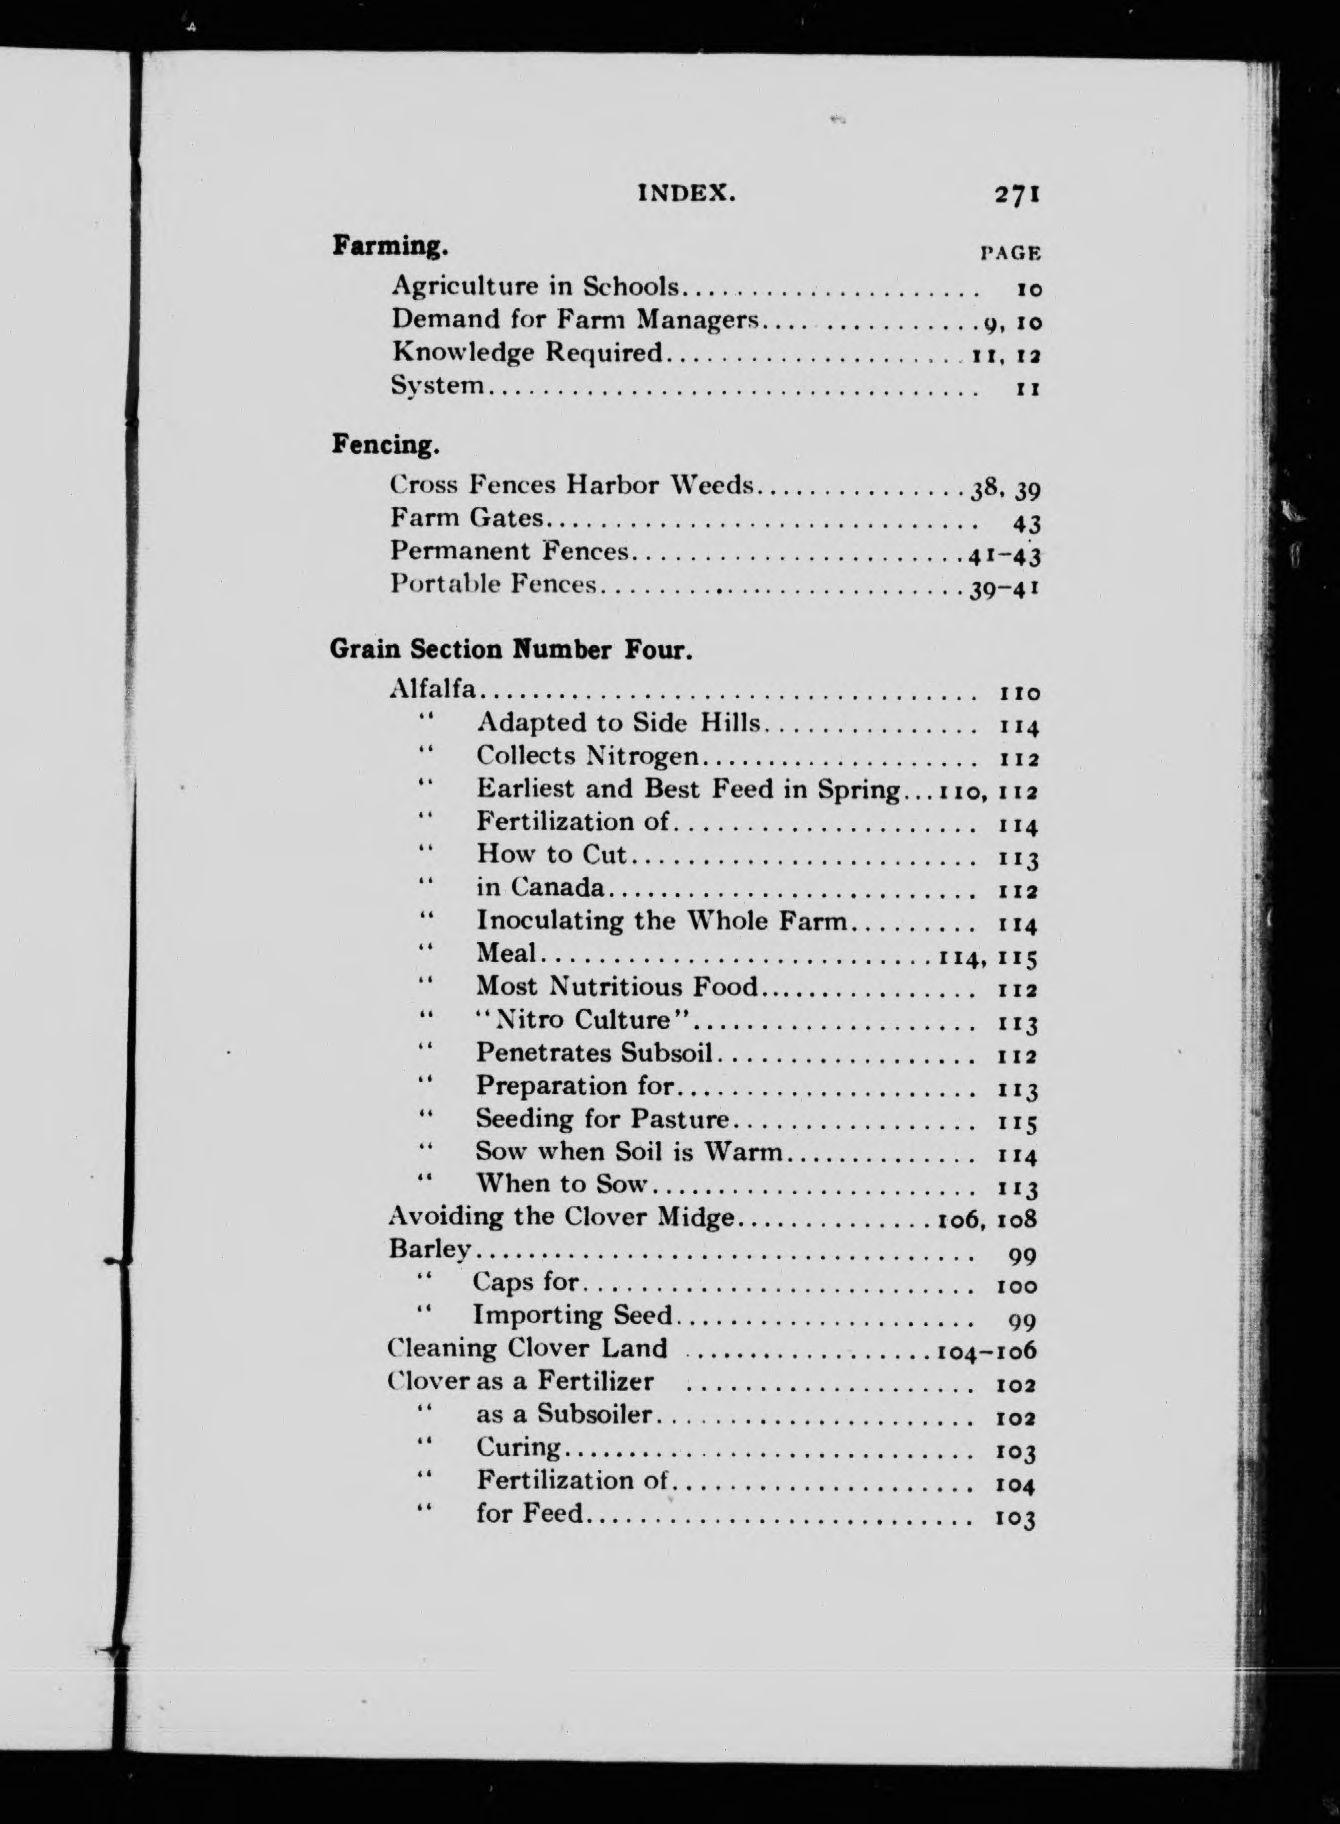 INDEX. 271
Farming. PAGE
Agriculture in Schools...................... 10
Demand for Farm Managers................9, 10
Knowledge Required......................11, 12
System................................... 11
Fencing.
Cross Fences Harbor Weeds................38, 39
Farm Gates............................... 43
Permanent Fences.........................41-43
Portable Fences...........................39-41
Grain Section Number Four.
Alfalfa................................... 110
“ Adapted to Side Hills................ 114
“ Collects Nitrogen.................... 112
“ Earliest and Best Feed in Spring...110, 112
“ Fertilization of...................... 114
“ How to Cut......................... 113
“ in Canada.......................... 112
“ Inoculating the Whole Farm......... 114
“ Meal............................114, 115
“ Most Nutritious Food................ 112
“ “Nitro Culture”.................... 113
“ Penetrates Subsoil................... 112
“ Preparation for...................... 113
“ Seeding for Pasture.................. 115
“ Sow when Soil is Warm.............. 114
“ When to Sow....................... 113
Avoiding the Clover Midge..............106, 108
Barley.................................... 99
“ Caps for............................ 100
“ Importing Seed...................... 99
Cleaning Clover Land ..................104-106
Clover as a Fertilizer .................... 102
“ as a Subsoiler....................... 102
“ Curing............................. 103
“ Fertilization of...................... 104
“ for Feed............................ 103